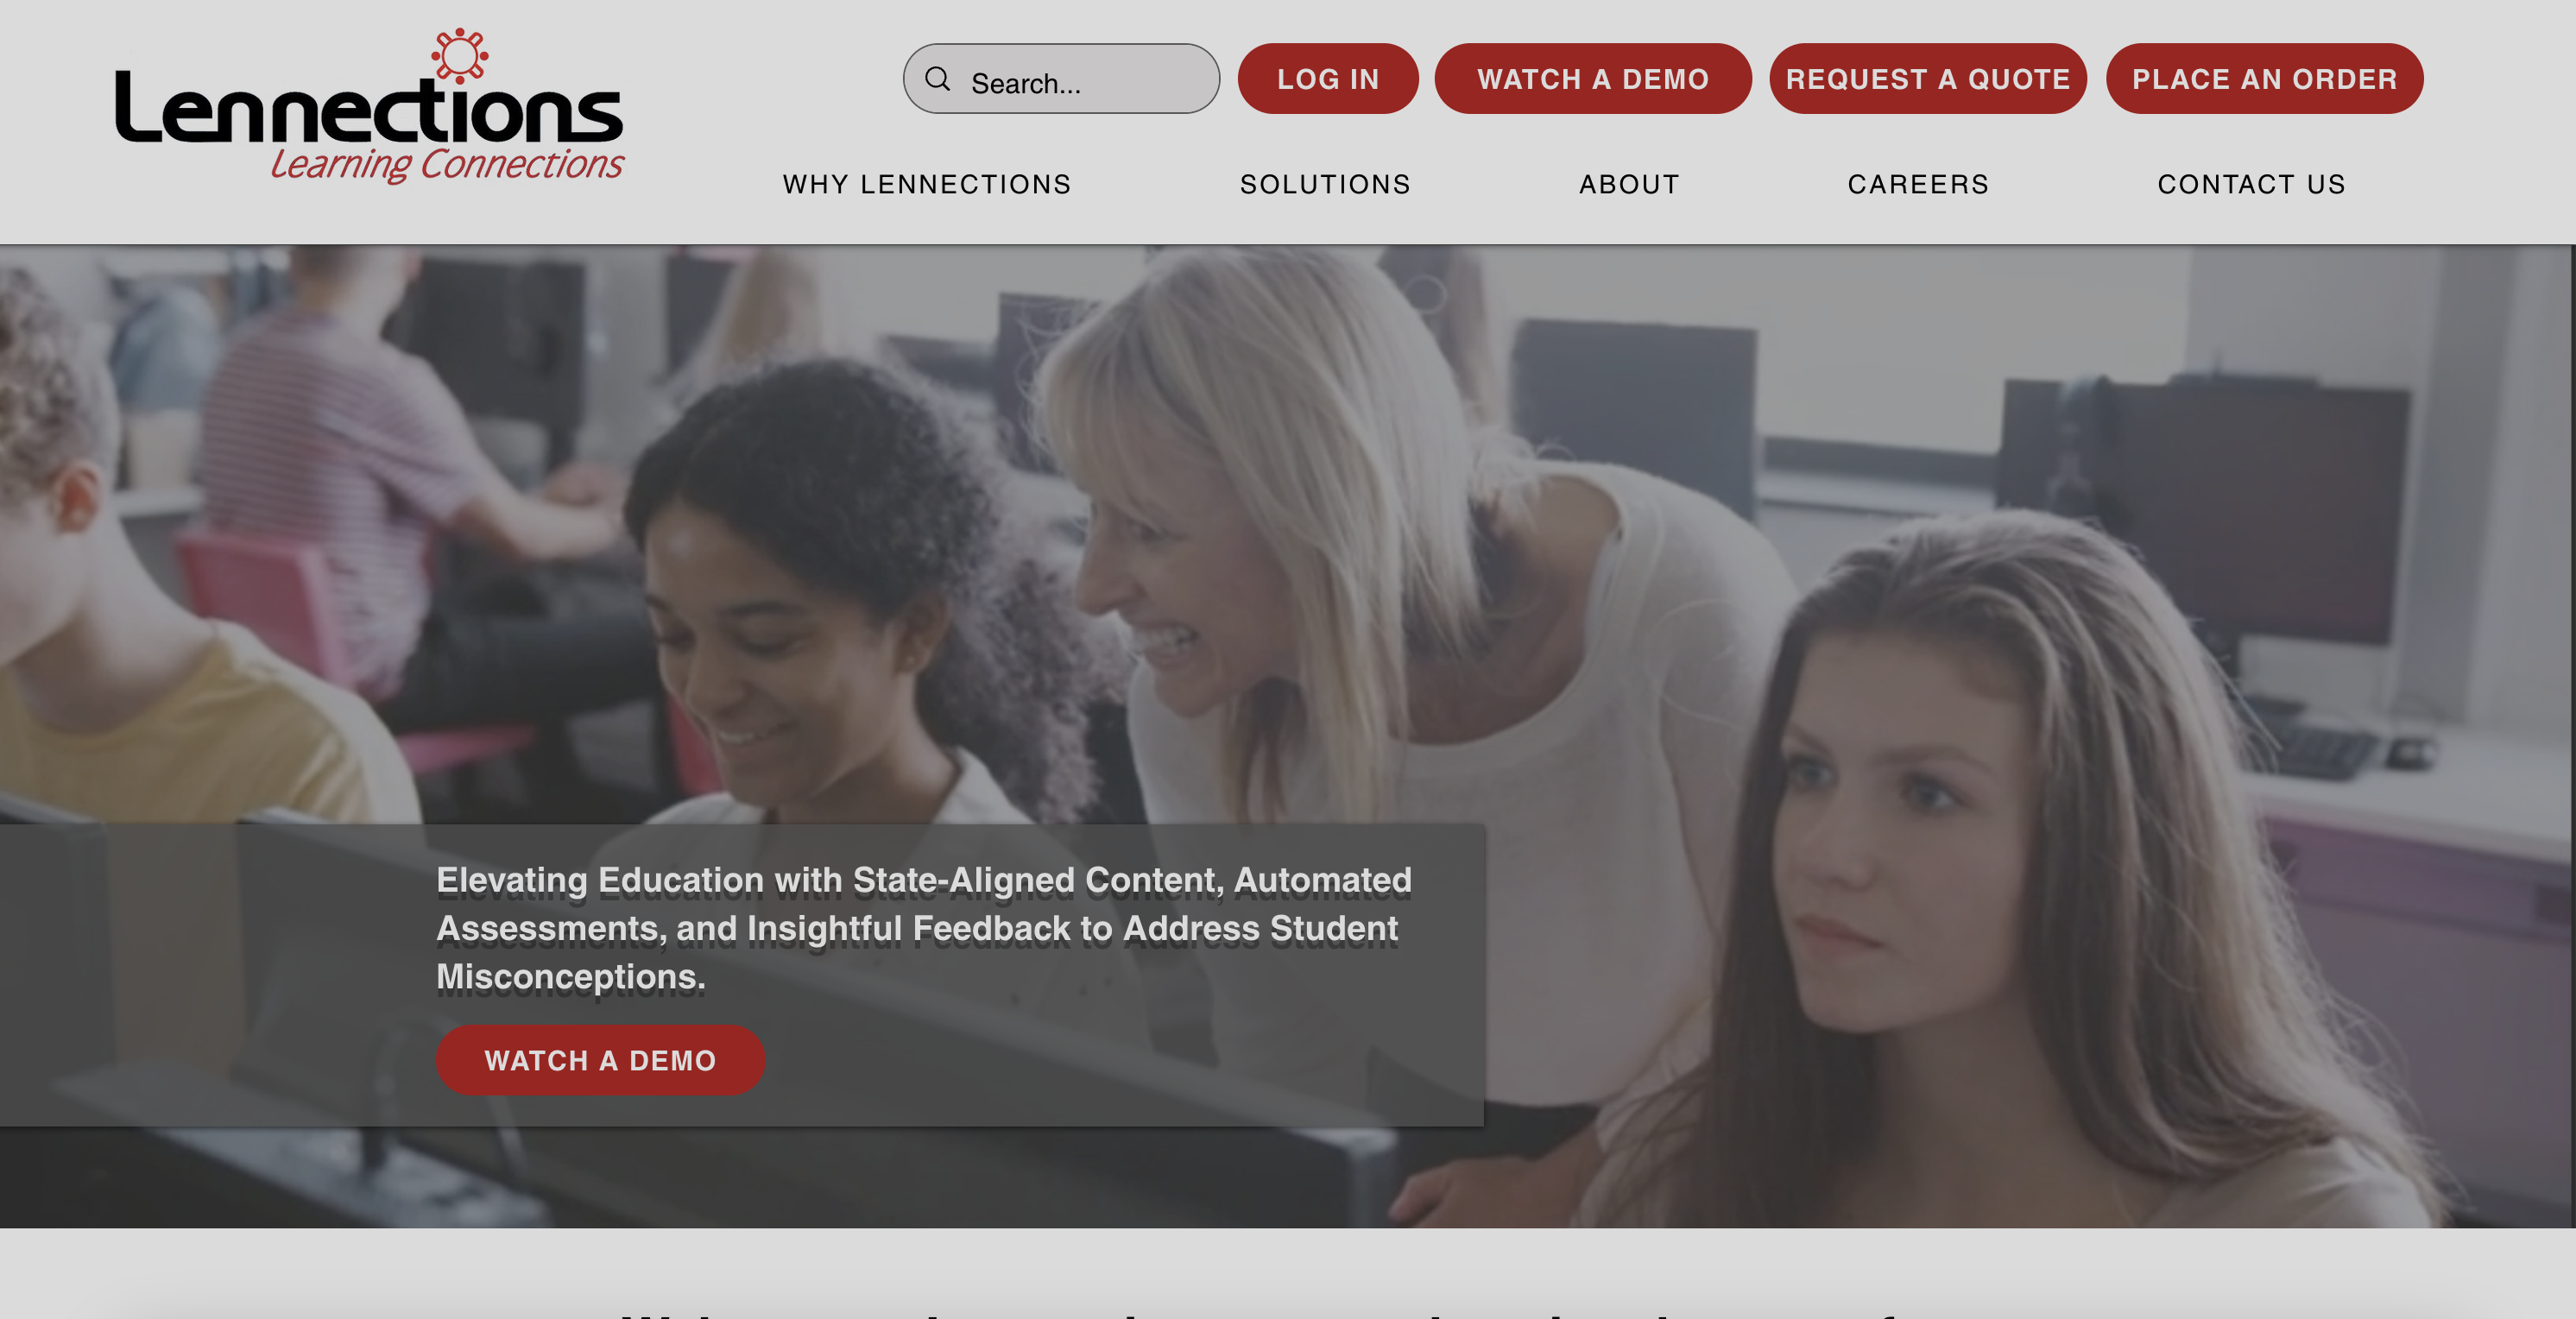 Lennections
Learning Connections
Search...
LOG IN
WATCH A DEMO
REQUEST A QUOTE
PLACE AN ORDER
WHY LENNECTIONS
SOLUTIONS
ABOUT
CAREERS
CONTACT US
Elevating Education with State-Aligned Content, Automated
Assessments, and Insightful Feedback to Address Student
Misconceptions.
WATCH A DEMO